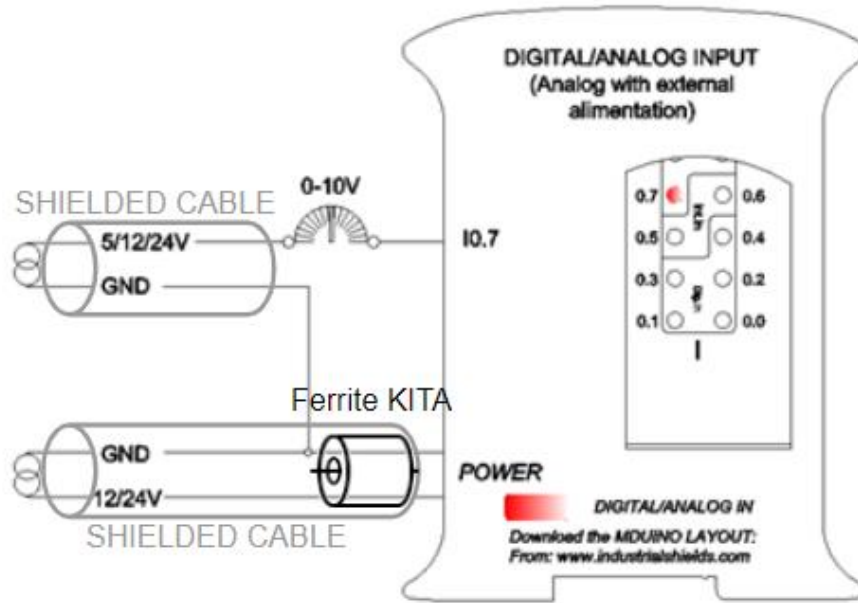 DIGITAL/ANALOG INPUT
(Analog with external
alimentation)
0-10V
SHIELDED CABLE
5/12/24V
GND
I0.7
0.7
0.6
0.5
0.4
0.3
0.2
0.1
0.0
I
Ferrite KITA
GND
12/24V
SHIELDED CABLE
POWER
DIGITAL/ANALOG IN
Download the MDUINO LAYOUT:
From: www.industrialshields.com